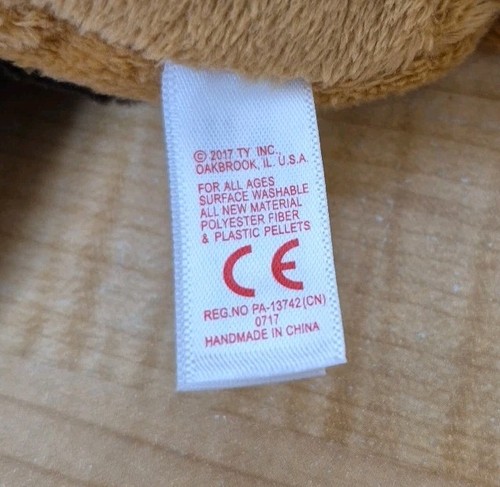 © 2017 TY INC.,
OAKBROOK, IL. U.S.A.
FOR ALL AGES
SURFACE WASHABLE
ALL NEW MATERIAL
POLYESTER FIBER
& PLASTIC PELLETS
CE
REG.NO PA-13742(CN)
0717
HANDMADE IN CHINA